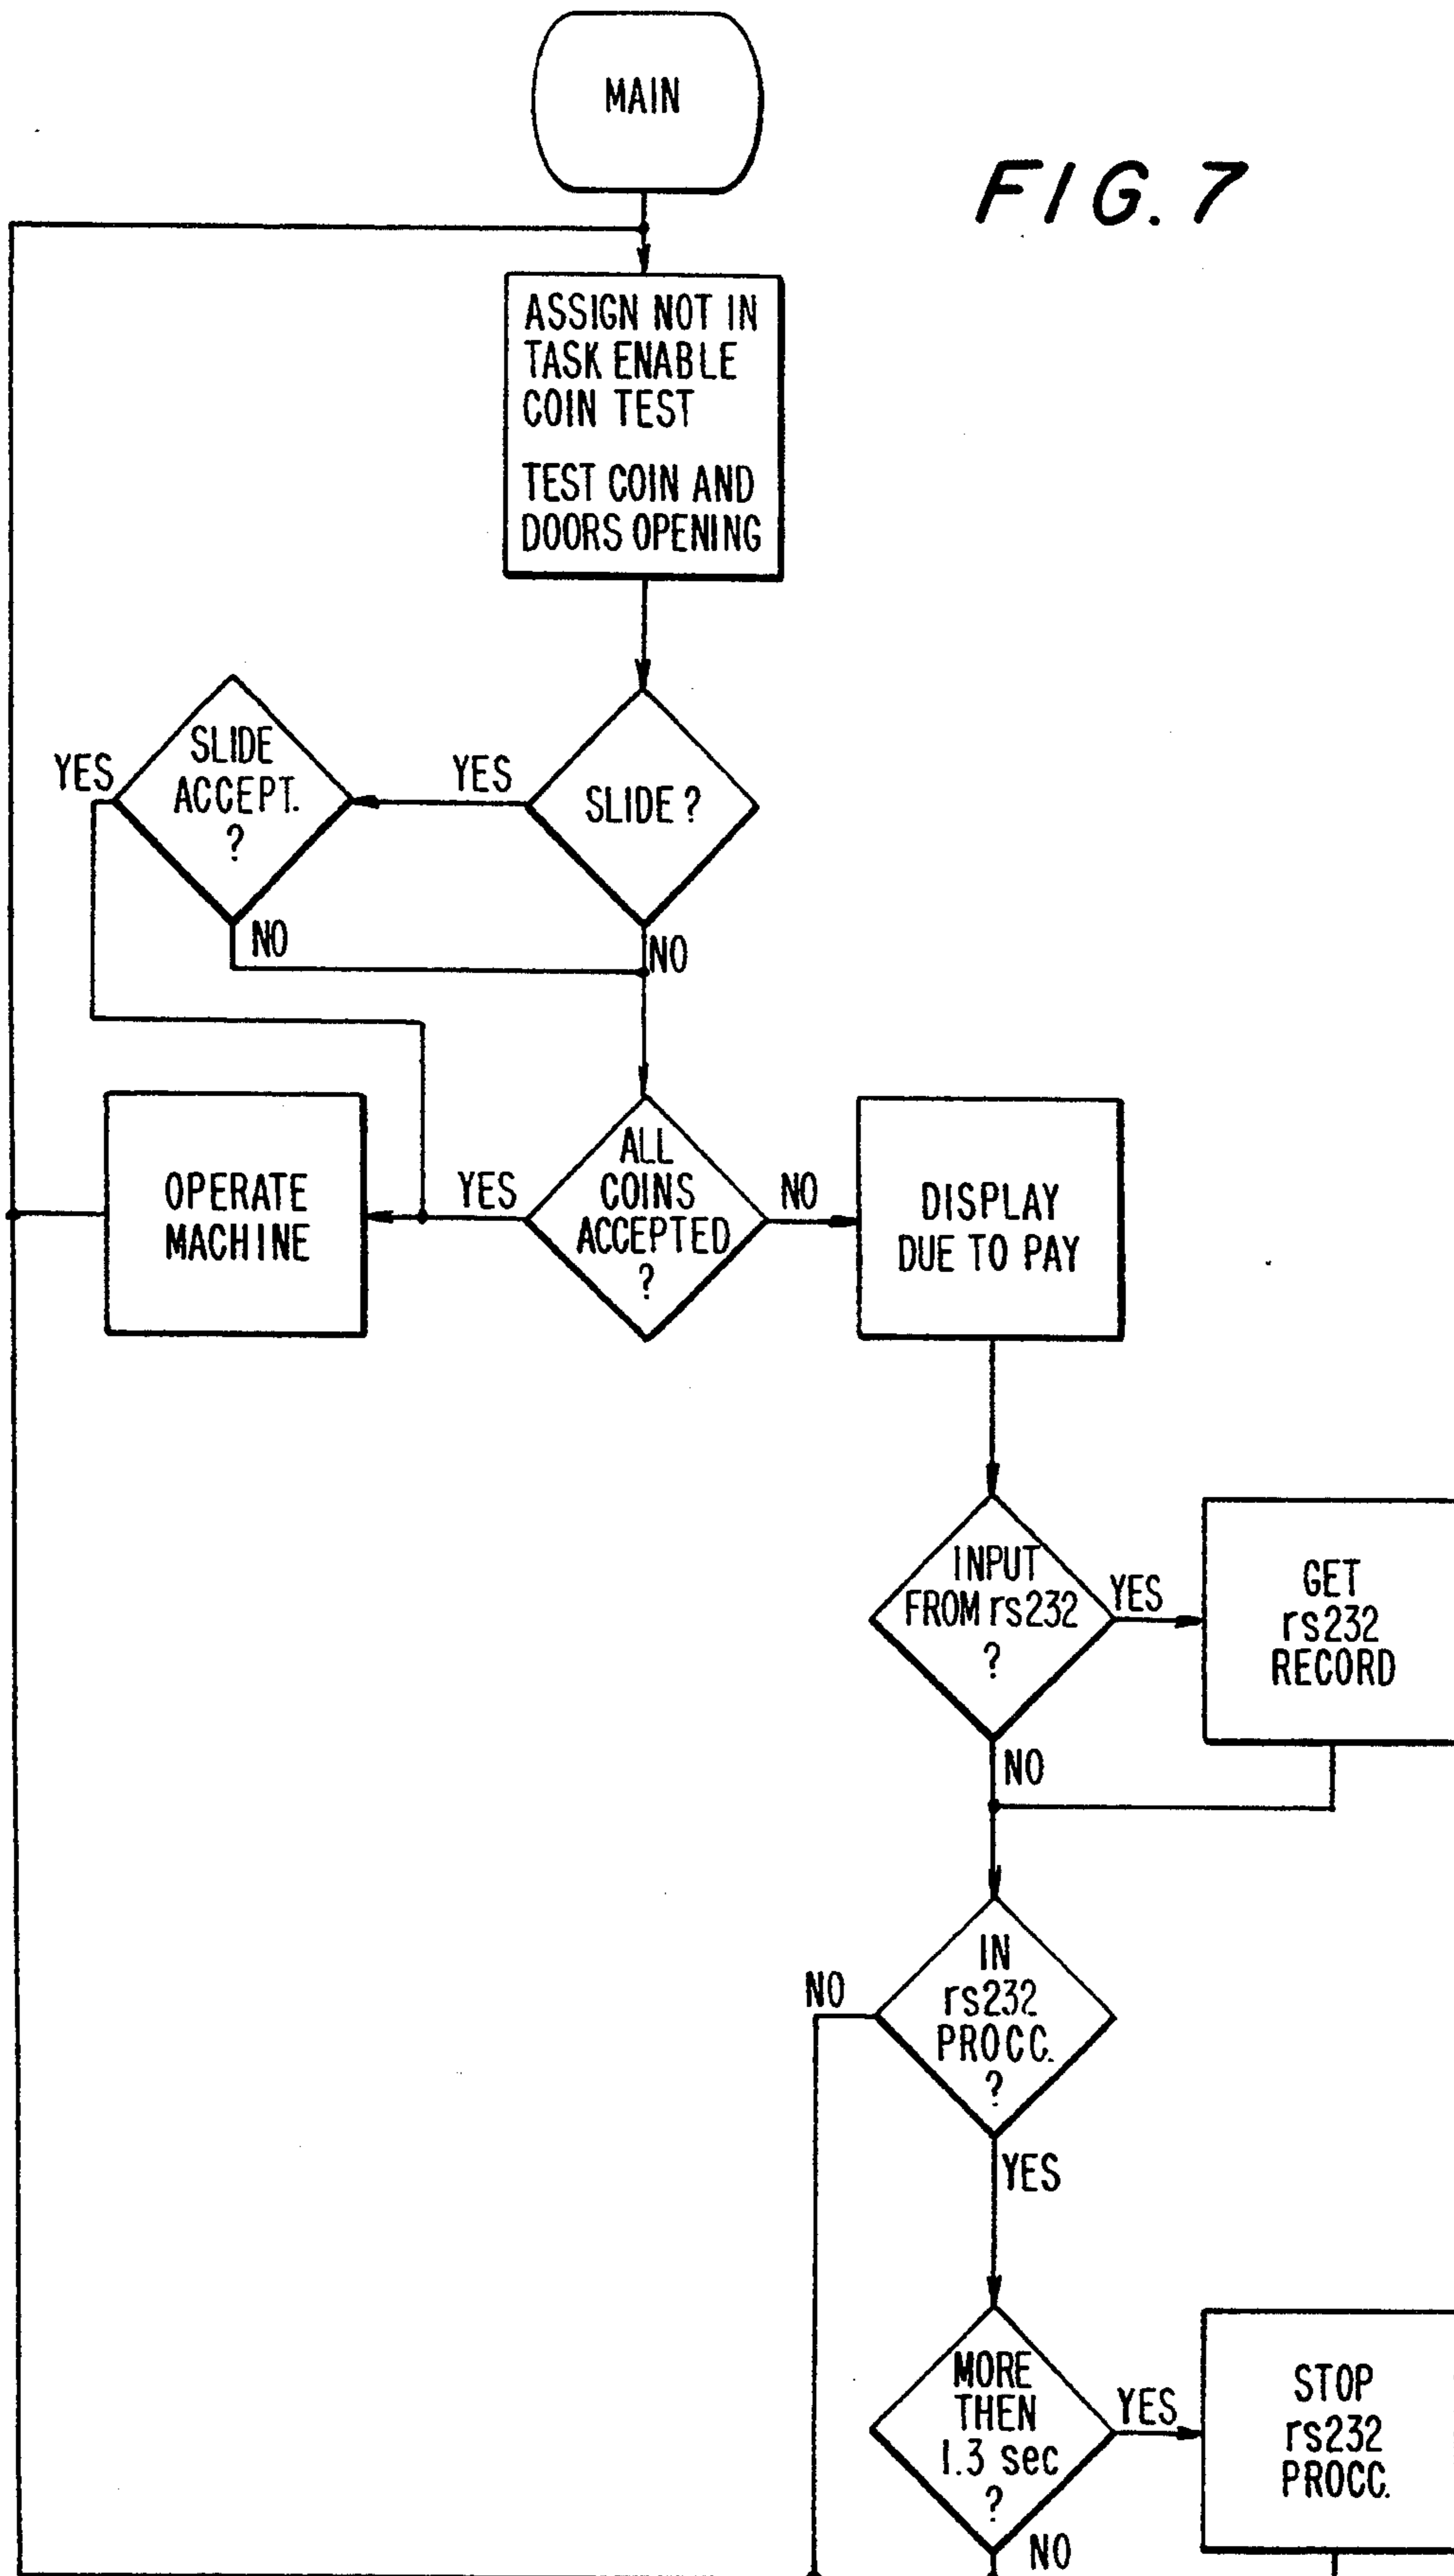 MAIN
FIG. 7
ASSIGN NOT IN
TASK ENABLE
COIN TEST
TEST COIN AND
DOORS OPENING
YES
SLIDE
ACCEPT.
?
YES
SLIDE ?
NO
NO
OPERATE
MACHINE
YES
ALL
COINS
ACCEPTED
?
NO
DISPLAY
DUE TO PAY
INPUT
FROM rs232
?
YES
GET
rs232
RECORD
NO
NO
IN
rs232
PROCC.
?
YES
MORE
THEN
1.3 sec
?
YES
STOP
rs232
PROCC.
NO